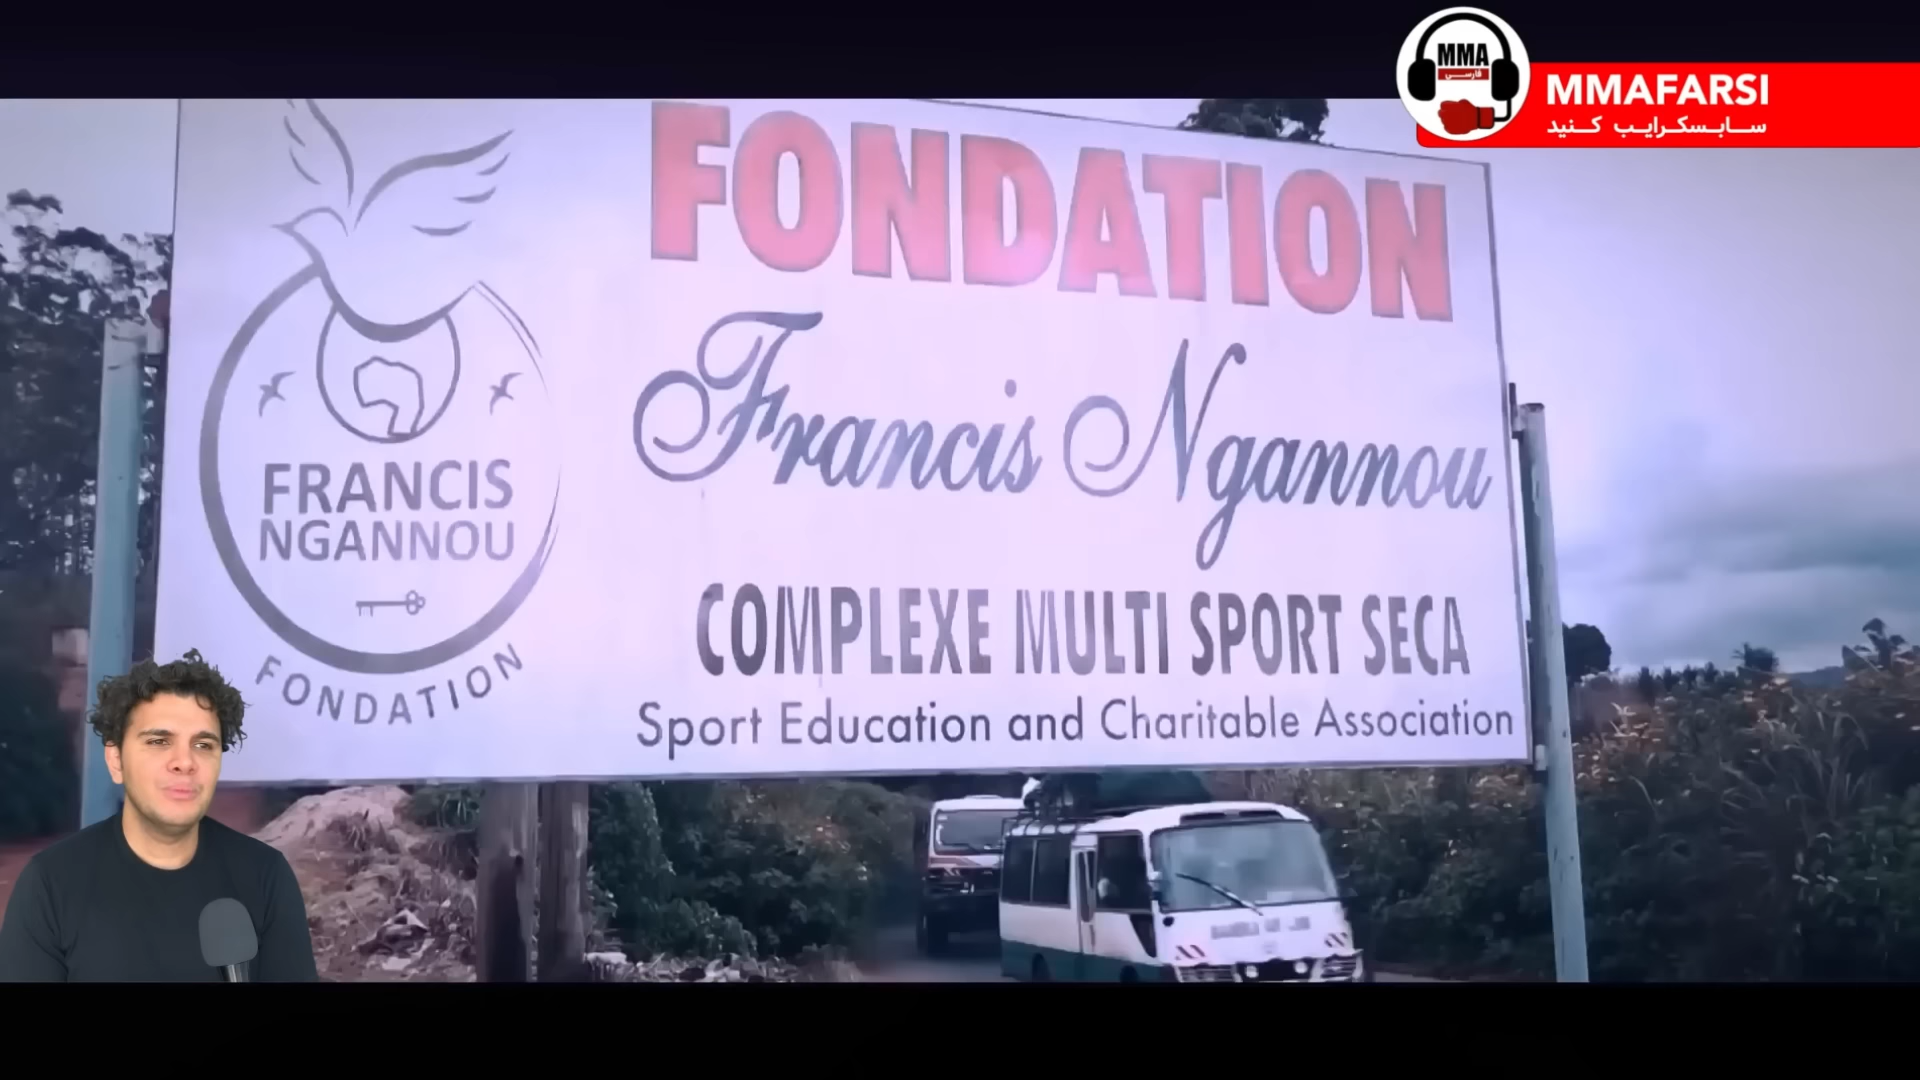 MMA
فارسی
MMAFARSI
سابسکرایب کنید
FONDATION
Francis Ngannou
COMPLEXE MULTI SPORT SECA
Sport Education and Charitable Association
FRANCIS
NGANNOU
FONDATION